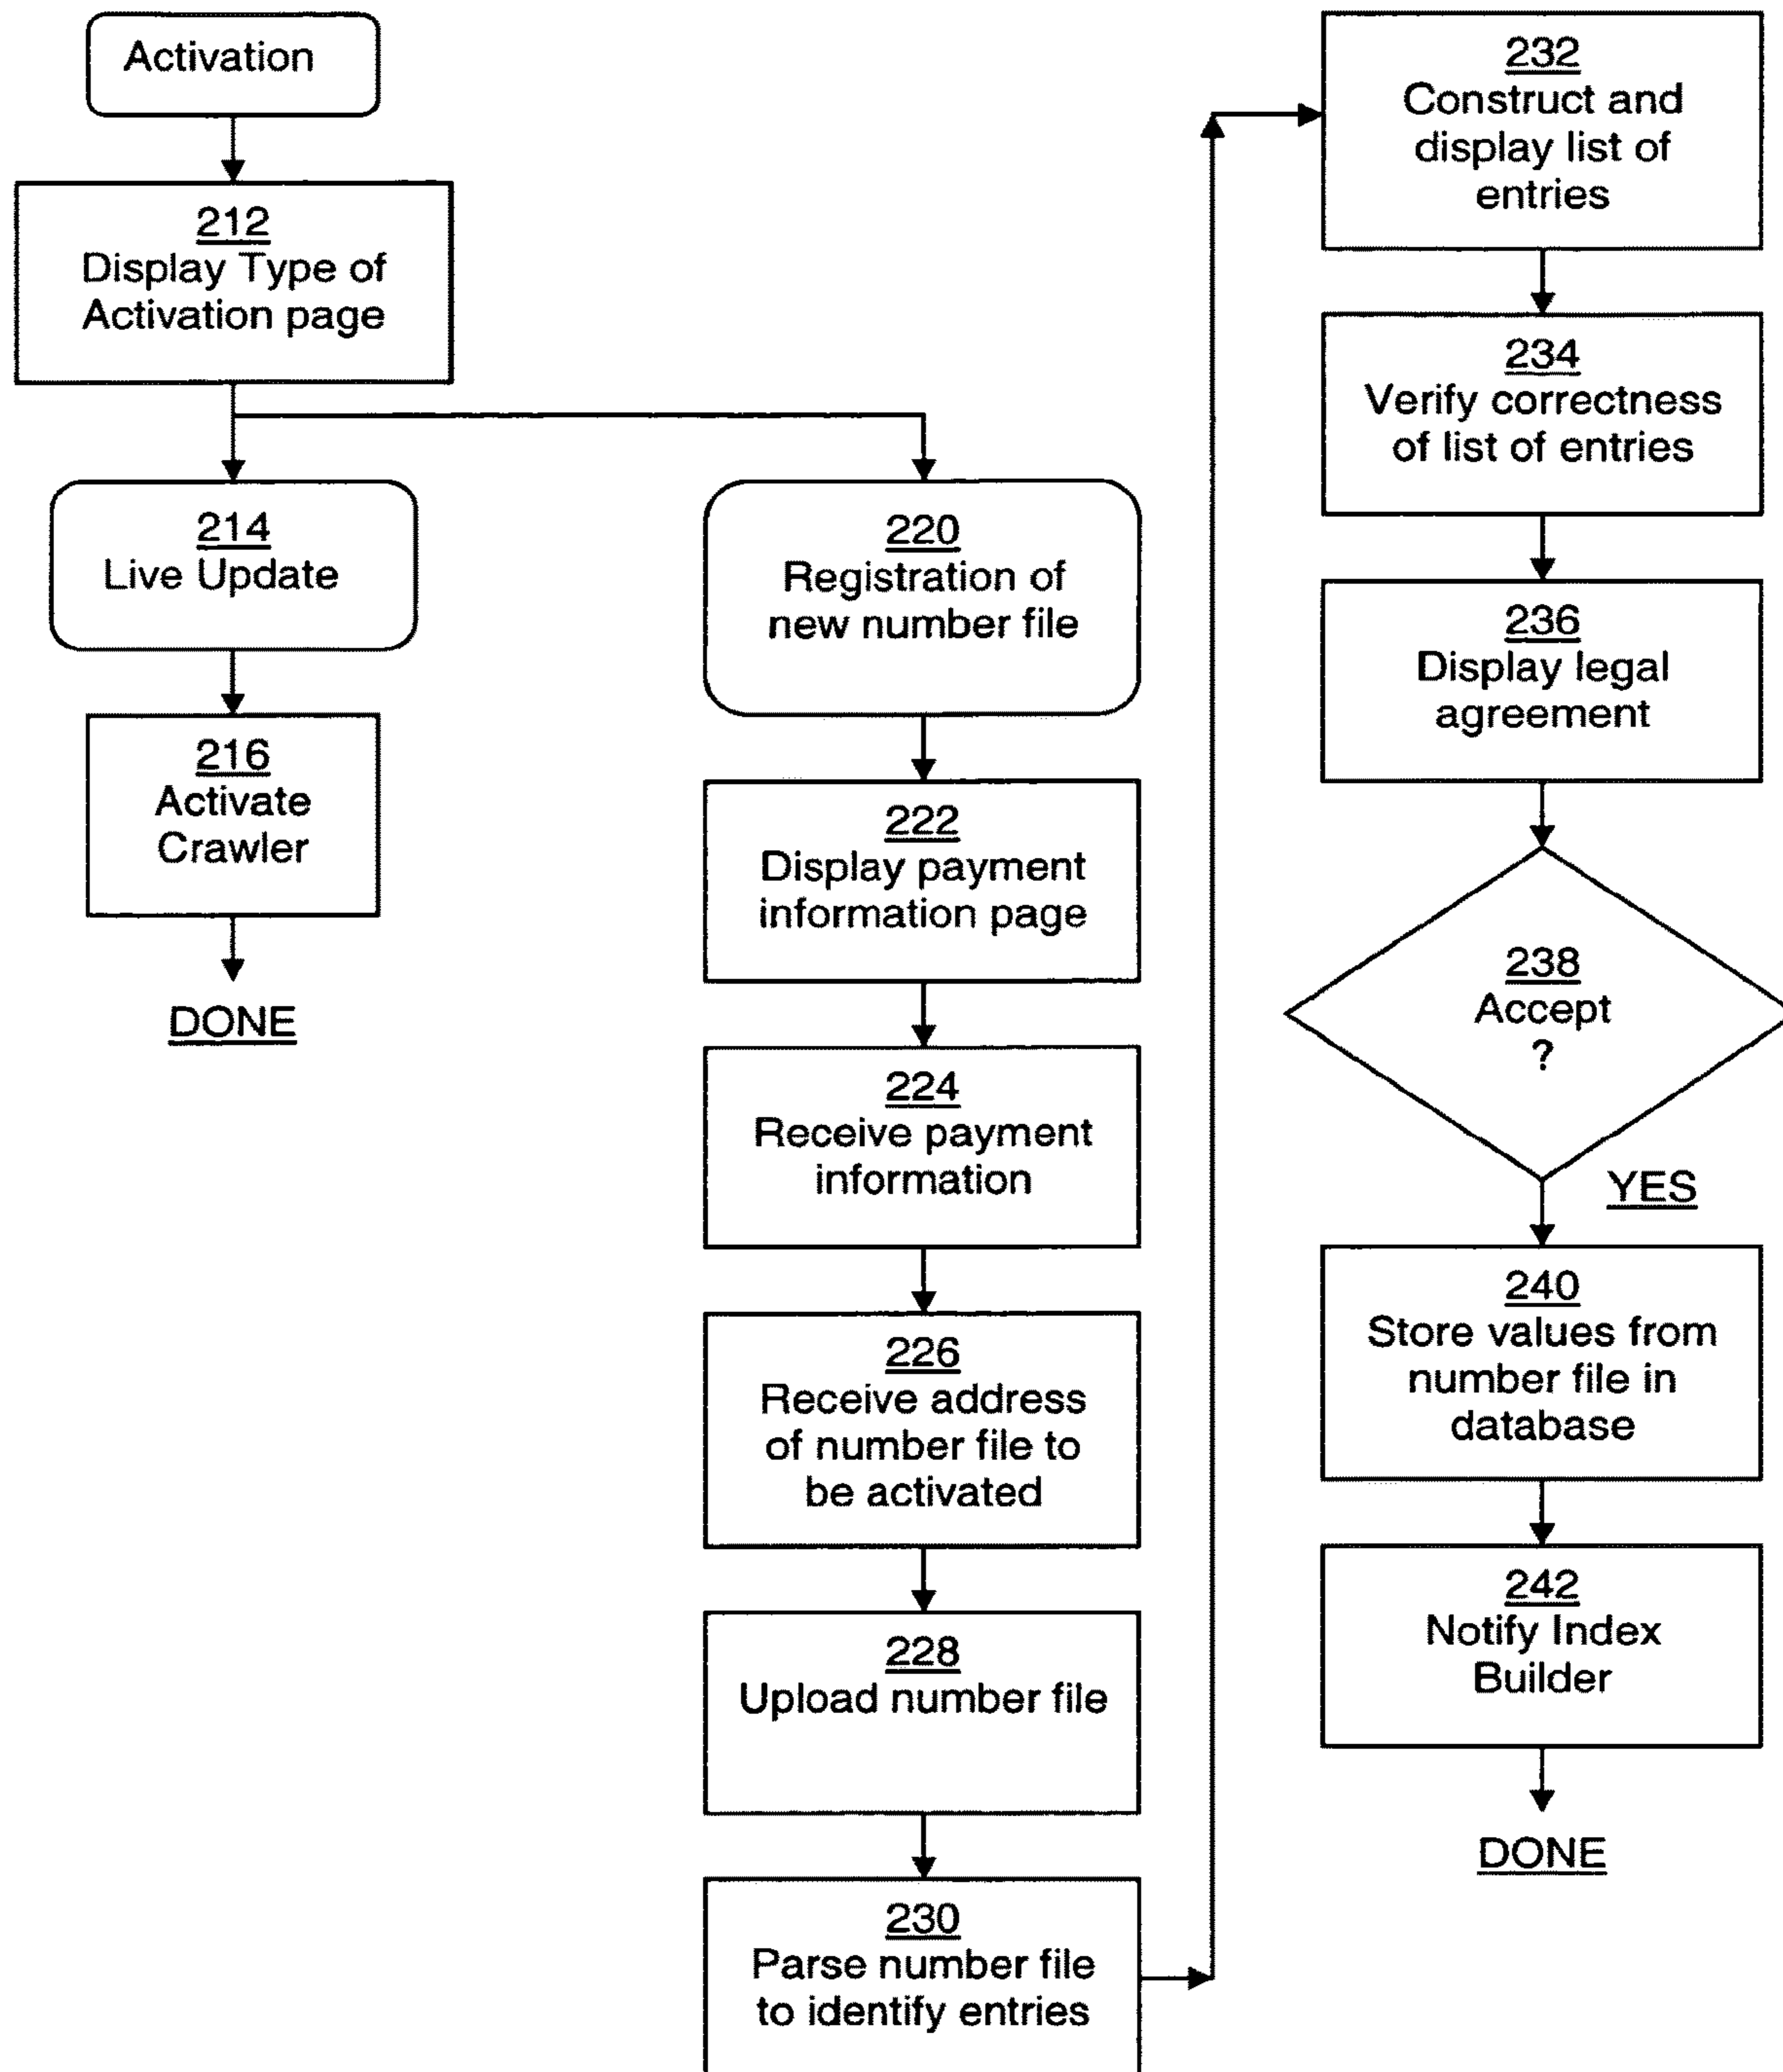 Activation
212
Display Type of
Activation page
214
Live Update
216
Activate
Crawler
DONE
220
Registration of
new number file
222
Display payment
information page
224
Receive payment
information
226
Receive address
of number file to
be activated
228
Upload number file
230
Parse number file
to identify entries
232
Construct and
display list of
entries
234
Verify correctness
of list of entries
236
Display legal
agreement
238
Accept
?
YES
240
Store values from
number file in
database
242
Notify Index
Builder
DONE